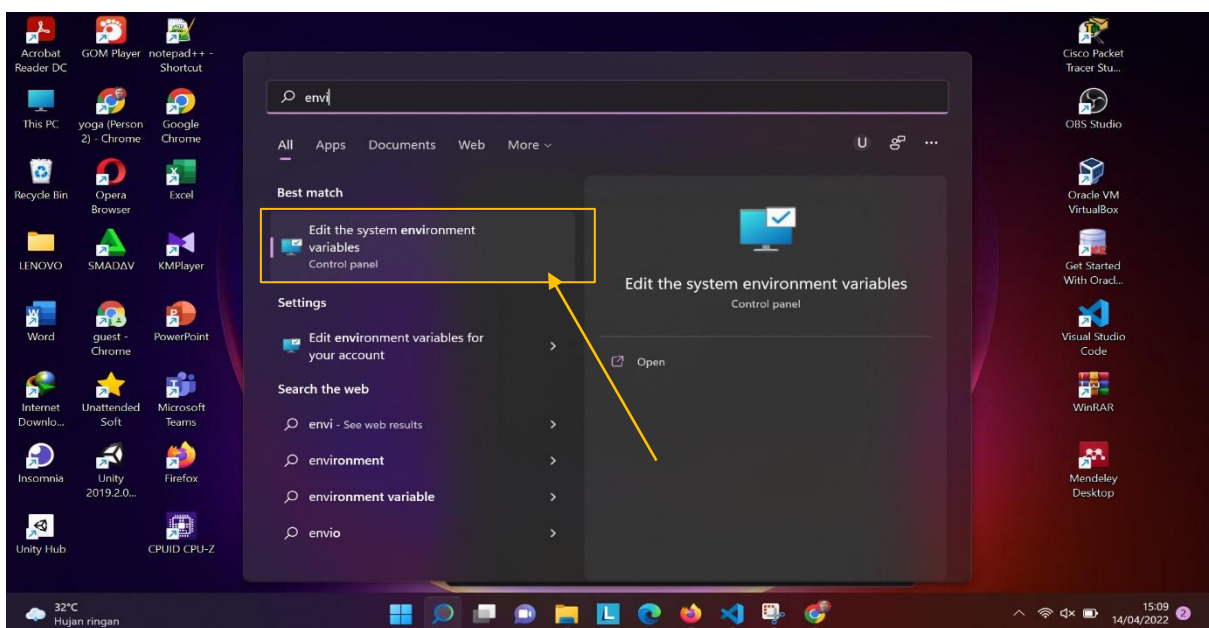 Acrobat
Reader DC
GOM Player
notepad++ -
Shortcut
This PC
yoga (Person
2) - Chrome
Google
Chrome
Recycle Bin
Opera
Browser
Excel
LENOVO
SMADAV
KMPlayer
Word
guest -
Chrome
PowerPoint
Internet
Downlo...
Unattended
Soft
Microsoft
Teams
Insomnia
Unity
2019.2.0...
Firefox
Unity Hub
CPUID CPU-Z
envi
All Apps Documents Web More
U
Best match
Edit the system environment
variables
Control panel
Settings
Edit environment variables for
your account
Search the web
envi - See web results
environment
environment variable
envio
Edit the system environment variables
Control panel
Open
Cisco Packet
Tracer Stu...
OBS Studio
Oracle VM
VirtualBox
Get Started
With Oracl...
Visual Studio
Code
WinRAR
Mendeley
Desktop
32°C
Hujan ringan
15:09
14/04/2022
2